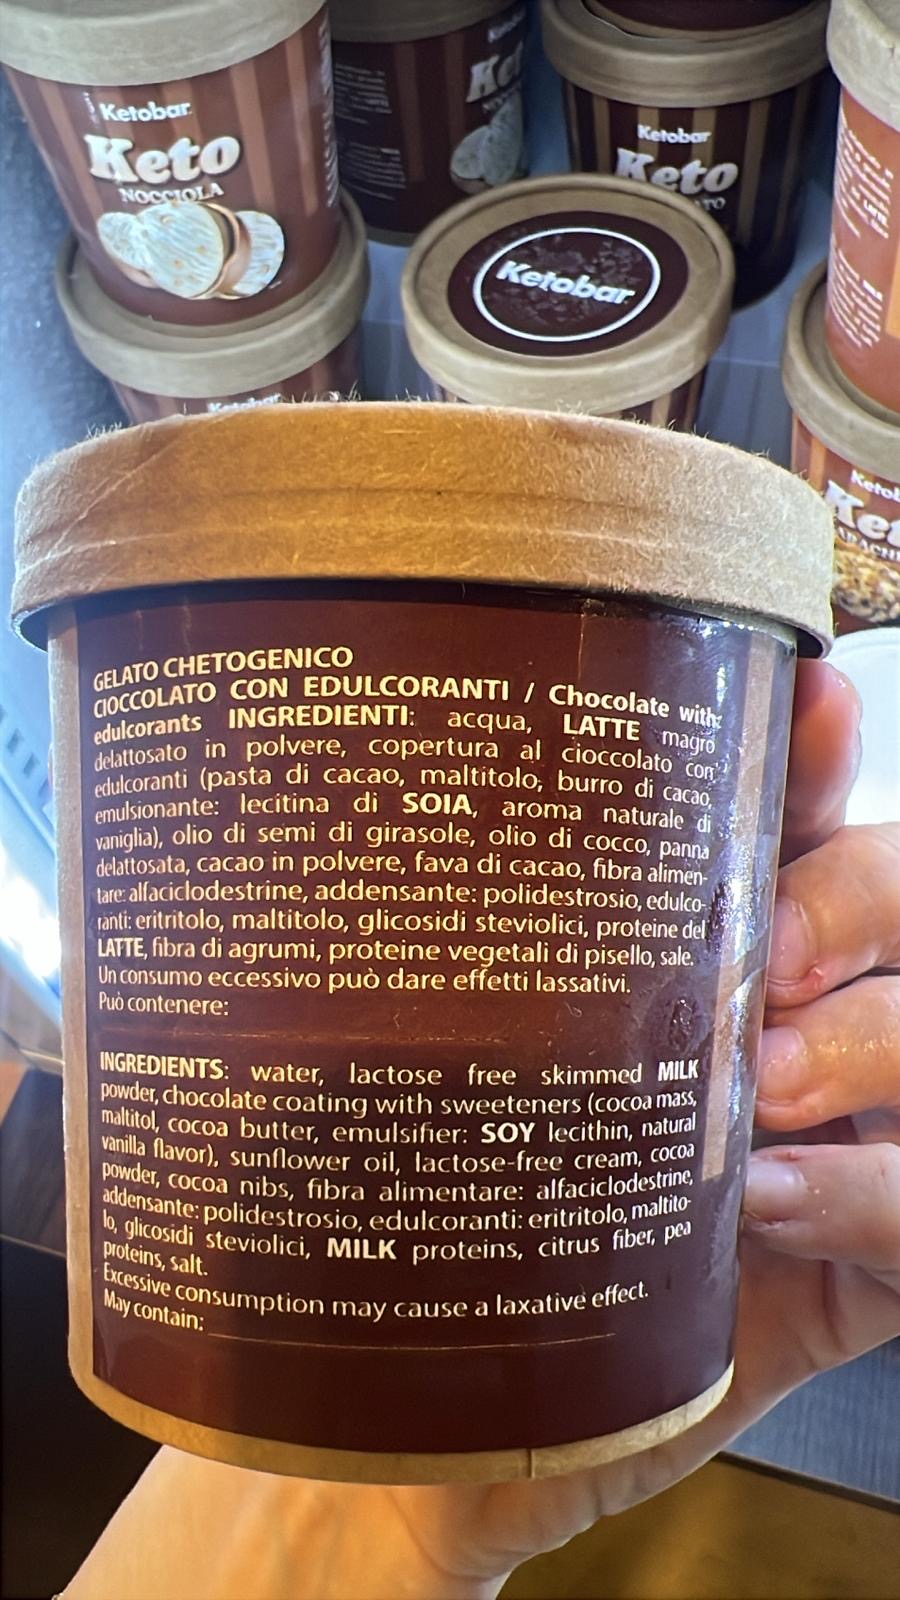 Ketobar
Keto
NOCCIOLA
Ket
Ketobar
Keto
Ketobar
Ketobar
GELATO CHETOGENICO
CIOCCOLATO CON EDULCORANTI / Chocolate with
edulcorants INGREDIENTI: acqua, LATTE magro
delattosato in polvere, copertura al cioccolato con
edulcoranti (pasta di cacao, maltitolo, burro di cacao,
emulsionante: lecitina di SOIA, aroma naturale di
vaniglia), olio di semi di girasole, olio di cocco, panna
delattosata, cacao in polvere, fava di cacao, fibra alimen-
tare: alfaciclodestrine, addensante: polidestrosio, edulco-
ranti: eritritolo, maltitolo, glicosidi steviolici, proteine del
LATTE, fibra di agrumi, proteine vegetali di pisello, sale.
Un consumo eccessivo può dare effetti lassativi.
Può contenere:
INGREDIENTS: water, lactose free skimmed MILK
powder, chocolate coating with sweeteners (cocoa mass,
maltitol, cocoa butter, emulsifier: SOY lecithin, natural
vanilla flavor), sunflower oil, lactose-free cream, cocoa
powder, cocoa nibs, fibra alimentare: alfaciclodestrine,
addensante: polidestrosio, edulcoranti: eritritolo, maltito-
lo, glicosidi steviolici, MILK proteins, citrus fiber, pea
proteins, salt.
Excessive consumption may cause a laxative effect.
May contain: